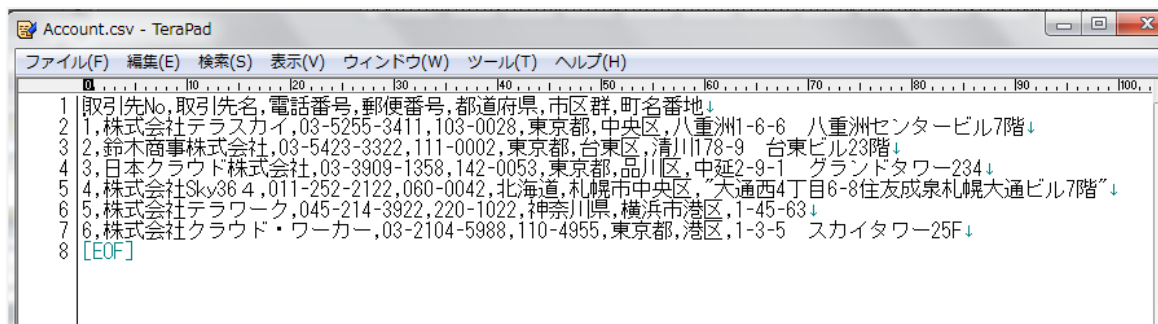 Account.csv - TeraPad
ファイル(F) 編集(E) 検索(S) 表示(V) ウィンドウ(W) ツール(T) ヘルプ(H)
0 10 20 30 40 50 60 70 80 90 100
1 取引先No,取引先名,電話番号,郵便番号,都道府県,市区群,町名番地↓
2 1,株式会社テラスカイ,03-5255-3411,103-0028,東京都,中央区,八重洲1-6-6　八重洲センタービル7階↓
3 2,鈴木商事株式会社,03-5423-3322,111-0002,東京都,台東区,清川178-9　台東ビル23階↓
4 3,日本クラウド株式会社,03-3909-1358,142-0053,東京都,品川区,中延2-9-1　グランドタワー234↓
5 4,株式会社Sky36４,011-252-2122,060-0042,北海道,札幌市中央区,"大通西4丁目6-8住友成泉札幌大通ビル7階"↓
6 5,株式会社テラワーク,045-214-3922,220-1022,神奈川県,横浜市港区,1-45-63↓
7 6,株式会社クラウド・ワーカー,03-2104-5988,110-4955,東京都,港区,1-3-5　スカイタワー25F↓
8 [EOF]